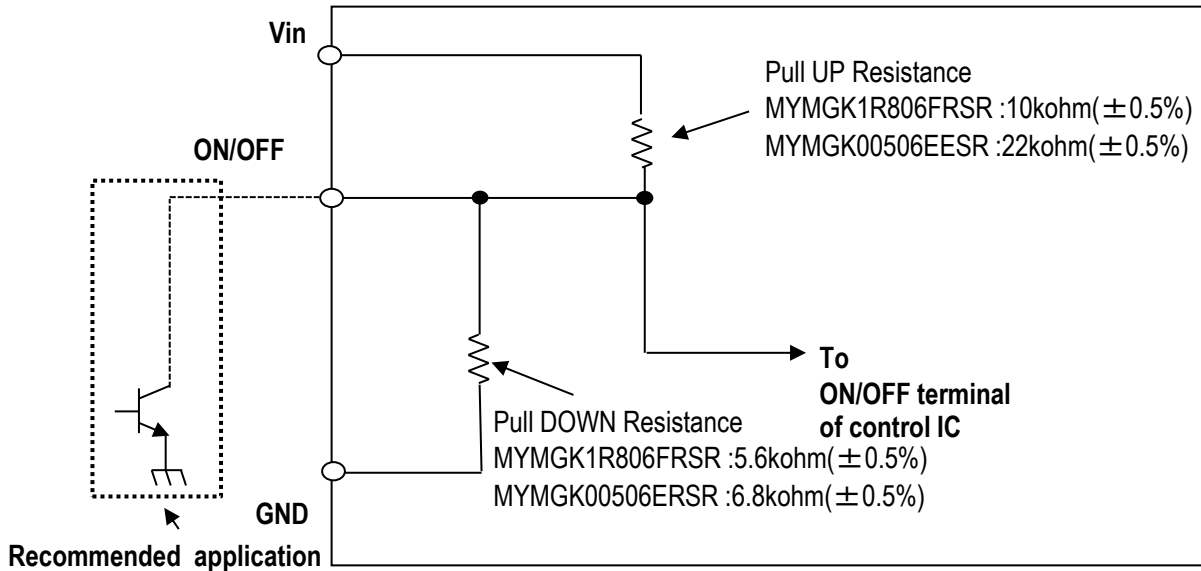 Vin
Pull UP Resistance
MYMGK1R806FRSR :10kohm(±0.5%)
MYMGK00506EESR :22kohm(±0.5%)
ON/OFF
To
ON/OFF terminal
of control IC
Pull DOWN Resistance
MYMGK1R806FRSR :5.6kohm(±0.5%)
MYMGK00506ERSR :6.8kohm(±0.5%)
GND
Recommended application